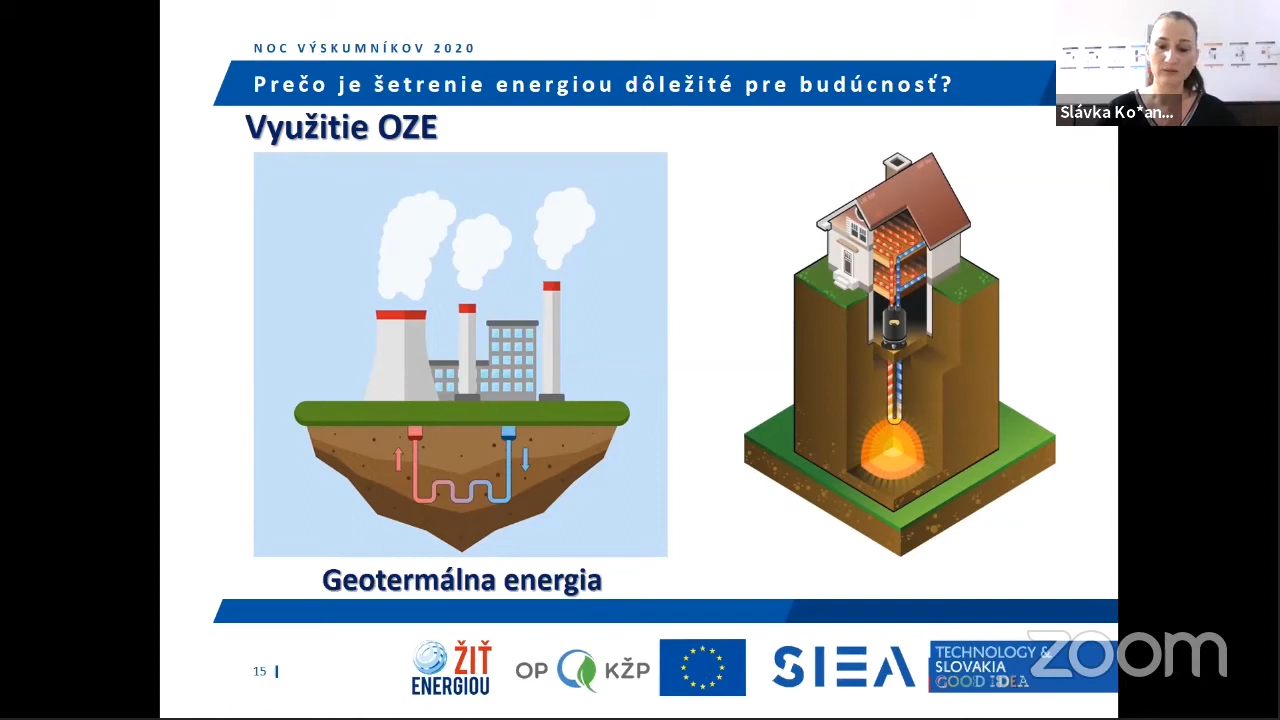 NOC VÝSKUMNÍKOV 2020
Prečo je šetrenie energiou dôležité pre budúcnosť?
Slávka Ko*an...
Využitie OZE
Geotermálna energia
15
ŽIŤ
ENERGIOU
OP KŽP
SIEA
TECHNOLOGY &
SLOVAKIA
GOOD IDEA
zoom